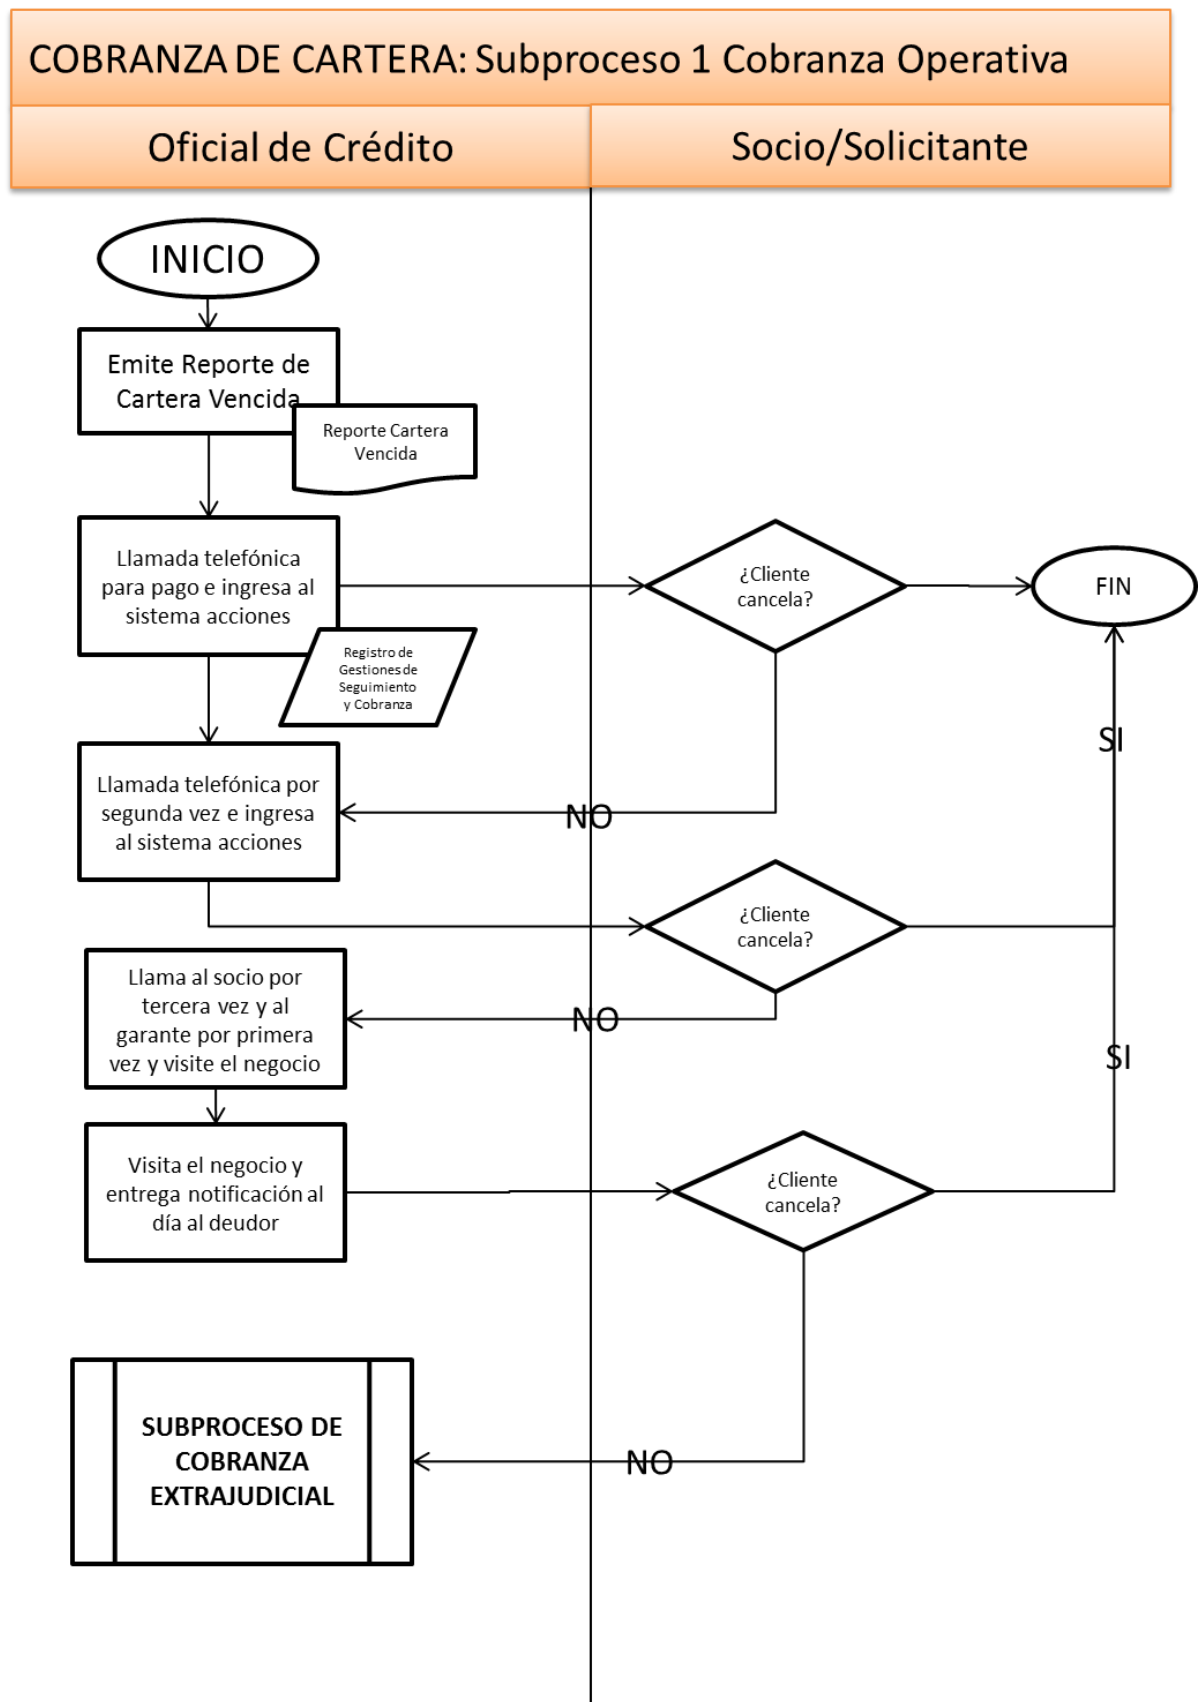 COBRANZA DE CARTERA: Subproceso 1 Cobranza Operativa
Oficial de Crédito
Socio/Solicitante
INICIO
Emite Reporte de
Cartera Vencida
Reporte Cartera
Vencida
Llamada telefónica
para pago e ingresa al
sistema acciones
¿Cliente
cancela?
FIN
Registro de
Gestiones de
Seguimiento
y Cobranza
SI
Llamada telefónica por
segunda vez e ingresa
al sistema acciones
NO
¿Cliente
cancela?
Llama al socio por
tercera vez y al
garante por primera
vez y visite el negocio
NO
SI
Visita el negocio y
entrega notificación al
día al deudor
¿Cliente
cancela?
SUBPROCESO DE
COBRANZA
EXTRAJUDICIAL
NO